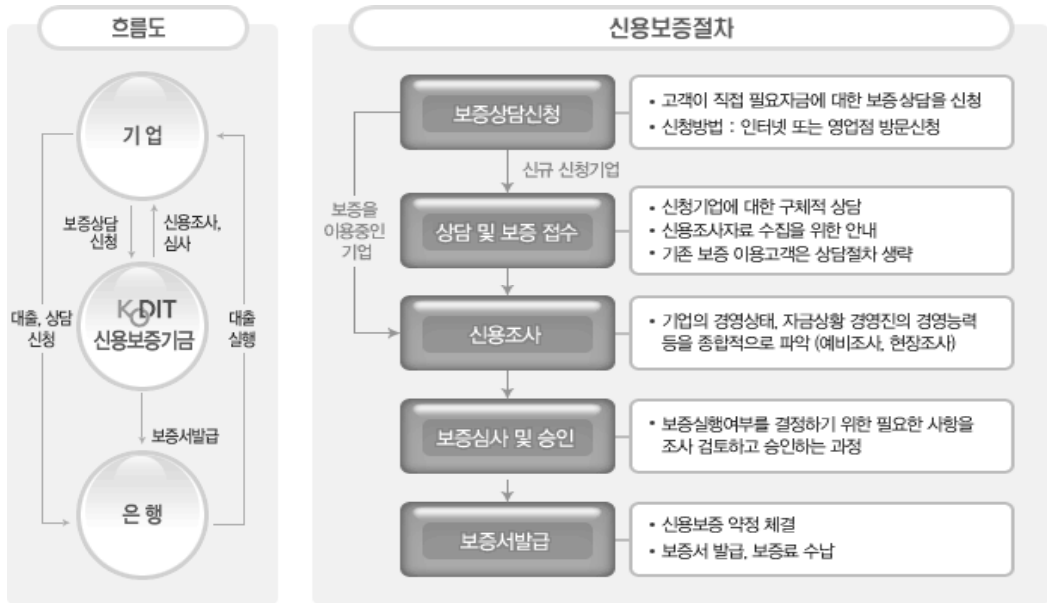 흐름도
기 업
보증상담
신청
신용조사,
심사
KODIT
신용보증기금
대출, 상담
신청
대출
실행
보증서발급
은 행
신용보증절차
보증상담신청
• 고객이 직접 필요자금에 대한 보증 상담을 신청
• 신청방법 : 인터넷 또는 영업점 방문신청
신규 신청기업
보증을
이용중인
기업
상담 및 보증 접수
• 신청기업에 대한 구체적 상담
• 신용조사자료 수집을 위한 안내
• 기존 보증 이용고객은 상담절차 생략
신용조사
• 기업의 경영상태, 자금상황 경영진의 경영능력
등을 종합적으로 파악 (예비조사, 현장조사)
보증심사 및 승인
• 보증실행여부를 결정하기 위한 필요한 사항을
조사 검토하고 승인하는 과정
보증서발급
• 신용보증 약정 체결
• 보증서 발급, 보증료 수납